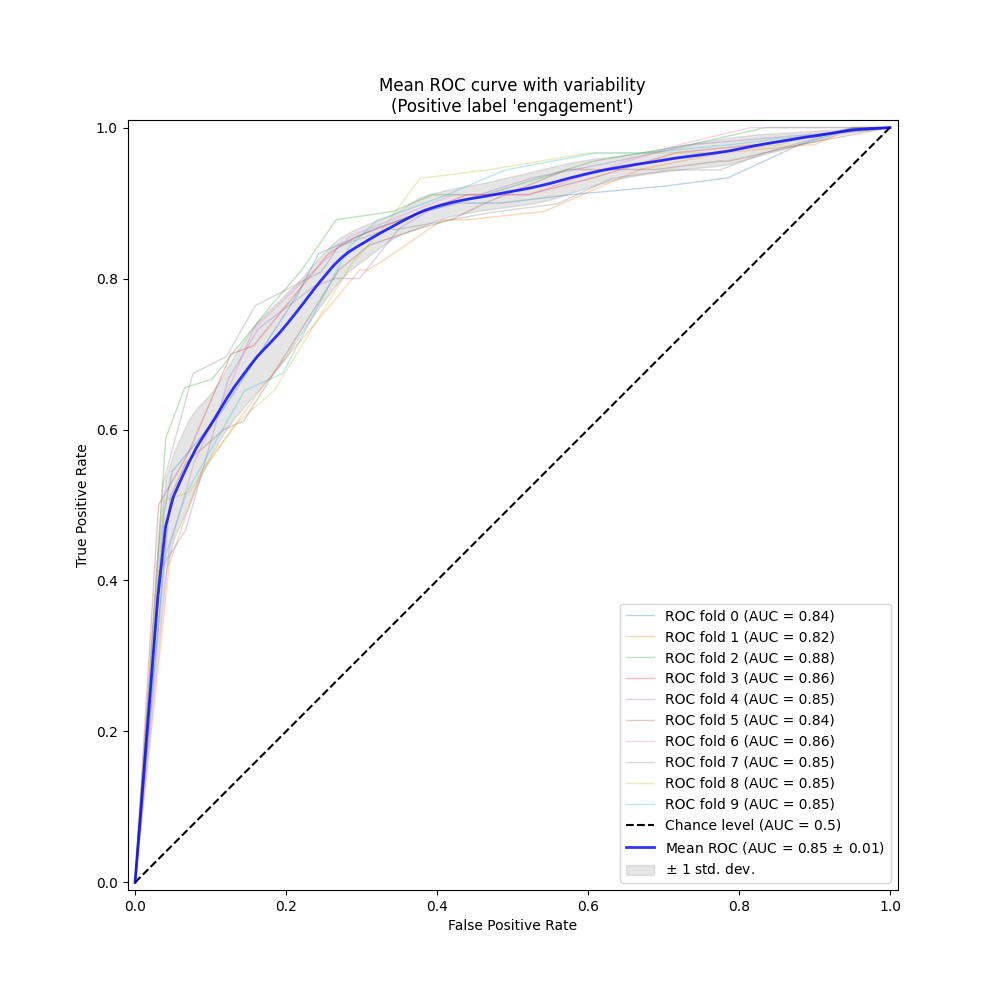 Mean ROC curve with variability
(Positive label 'engagement')
True Positive Rate
1.0
0.8
0.6
0.4
0.2
0.0
ROC fold 0 (AUC = 0.84)
ROC fold 1 (AUC = 0.82)
ROC fold 2 (AUC = 0.88)
ROC fold 3 (AUC = 0.86)
ROC fold 4 (AUC = 0.85)
ROC fold 5 (AUC = 0.84)
ROC fold 6 (AUC = 0.86)
ROC fold 7 (AUC = 0.85)
ROC fold 8 (AUC = 0.85)
ROC fold 9 (AUC = 0.85)
Chance level (AUC = 0.5)
Mean ROC (AUC = 0.85 ± 0.01)
± 1 std. dev.
0.0 0.2 0.4 0.6 0.8 1.0
False Positive Rate